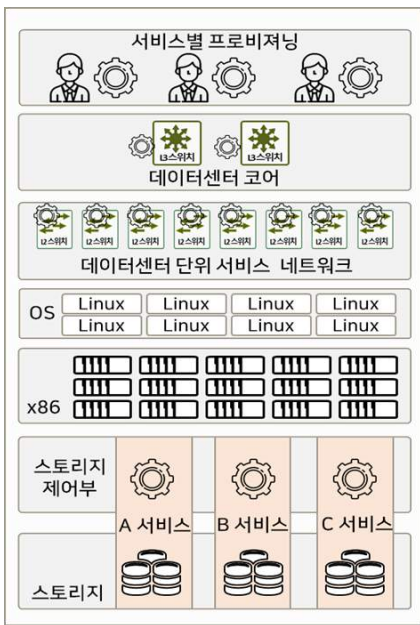 서비스별 프로비져닝
L3스위치 L3스위치
데이터센터 코어
L2스위치 L2스위치 L2스위치 L2스위치 L2스위치 L2스위치 L2스위치 L2스위치
데이터센터 단위 서비스 네트워크
OS
Linux Linux Linux Linux
Linux Linux Linux Linux
x86
스토리지
제어부
A 서비스 B 서비스 C 서비스
스토리지